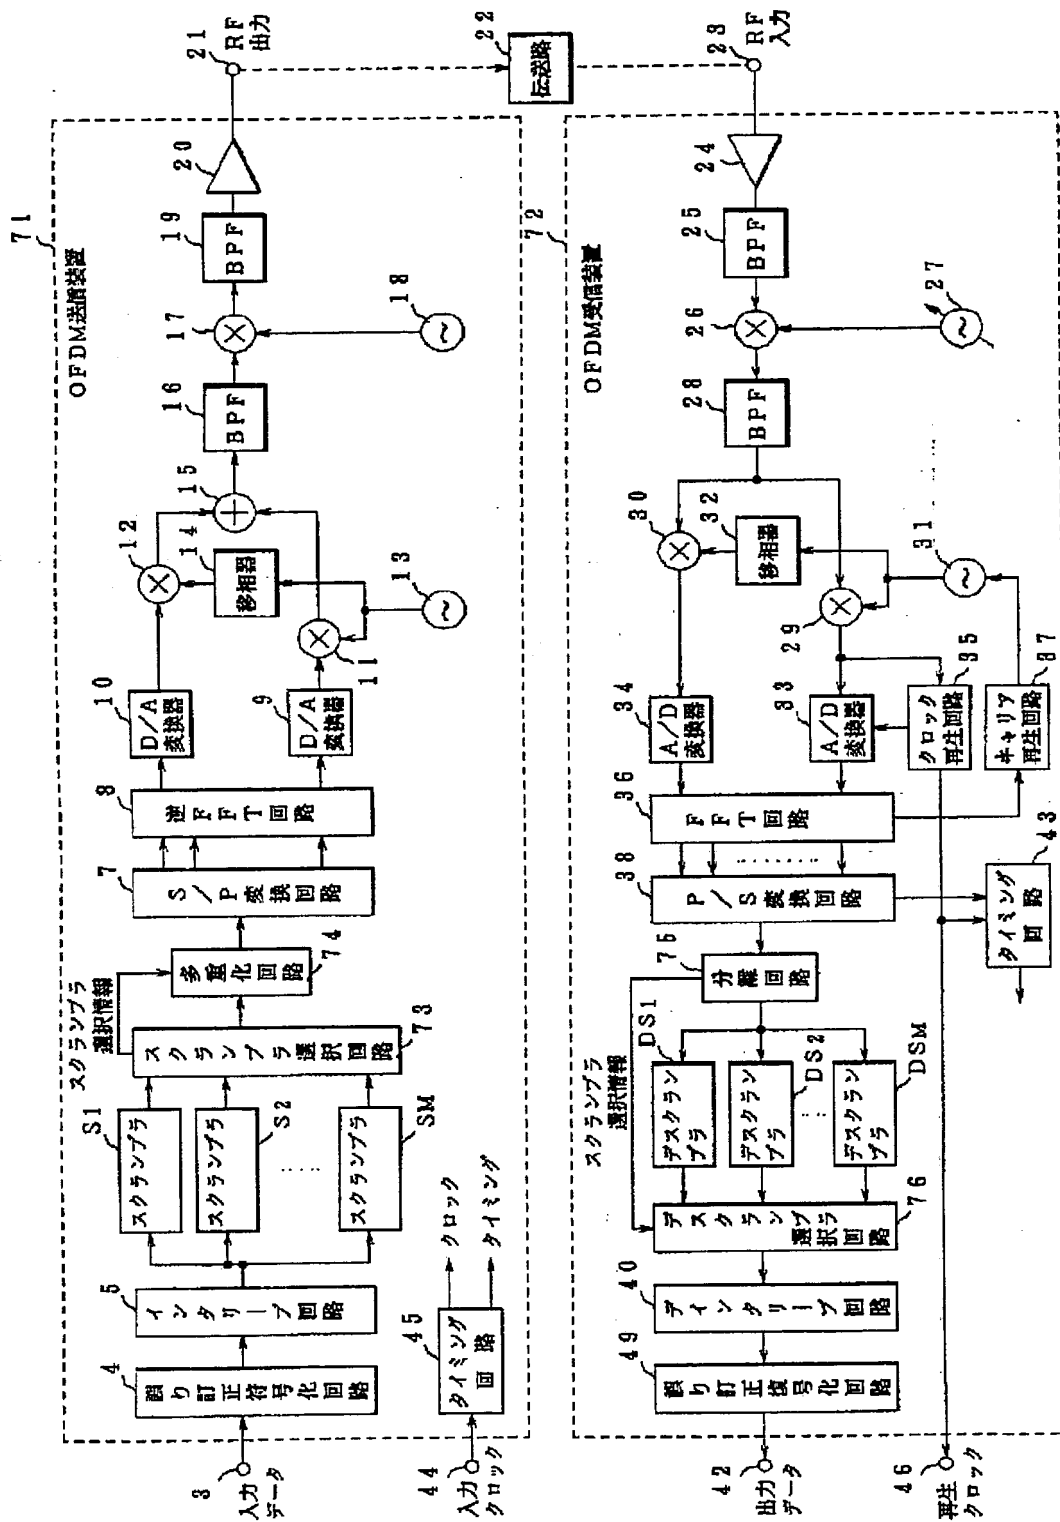 71
OFDM送信装置
3
入力
データ
4
誤り訂正符号化回路
5
インタリーブ回路
S1
スクランブラ
S2
スクランブラ
SM
スクランブラ
スクランブラ
選択情報
スクランブラ選択回路
73
多重化回路
74
7
S/P変換回路
8
逆FFT回路
10
D/A
変換器
9
D/A
変換器
12
11
14
移相器
13
15
16
BPF
17
18
19
BPF
20
21
RF
出力
22
伝送路
44
入力
クロック
45
タイミング
回路
クロック
タイミング
72
OFDM受信装置
23
RF
入力
24
25
BPF
26
27
28
BPF
30
32
移相器
29
31
34
A/D
変換器
33
A/D
変換器
35
クロック
再生回路
37
キャリア
再生回路
36
FFT回路
38
P/S変換回路
43
タイミング
回路
75
分離回路
スクランブラ
選択情報
DS1
デスクラン
ブラ
DS2
デスクラン
ブラ
DSM
デスクラン
ブラ
76
デスクランブラ
選択回路
40
デインタリーブ回路
49
誤り訂正復号化回路
42
出力
データ
46
再生
クロック